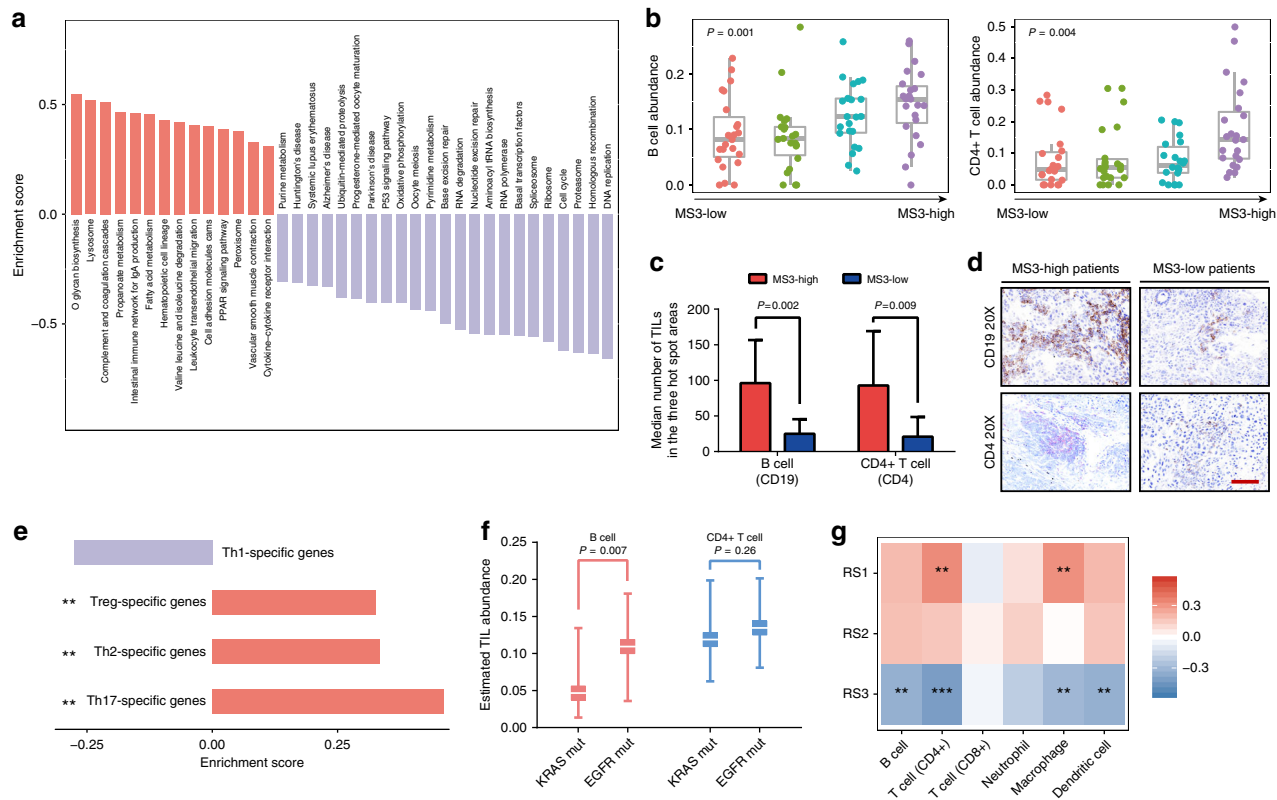 a
Enrichment score
0.5
0.0
−0.5
O glycan biosynthesis
Lysosome
Complement and coagulation cascades
Propanoate metabolism
Intestinal immune network for IgA production
Fatty acid metabolism
Hematopoietic cell lineage
Valine leucine and isoleucine degradation
Leukocyte transendothelial migration
Cell adhesion molecules cams
PPAR signaling pathway
Peroxisome
Vascular smooth muscle contraction
Cytokine–cytokine receptor interaction
Purine metabolism
Huntington's disease
Systemic lupus erythematosus
Alzheimer's disease
Ubiquitin-mediated proteolysis
Progesterone-mediated oocyte maturation
Parkinson's disease
P53 signaling pathway
Oxidative phosphorylation
Oocyte meiosis
Pyrimidine metabolism
Base excision repair
RNA degradation
Nucleotide excision repair
Aminoacyl tRNA biosynthesis
RNA polymerase
Basal transcription factors
Spliceosome
Ribosome
Cell cycle
Proteasome
Homologous recombination
DNA replication
b
B cell abundance
0.2
0.1
0.0
P = 0.001
MS3-low
MS3-high
CD4+ T cell abundance
0.5
0.4
0.3
0.2
0.1
0.0
P = 0.004
MS3-low
MS3-high
c
MS3-high
MS3-low
Median number of TILs
in the three hot spot areas
200
150
100
50
0
P=0.002
P=0.009
B cell
(CD19)
CD4+ T cell
(CD4)
d
MS3-high patients
MS3-low patients
CD19 20X
CD4 20X
e
Th1-specific genes
** Treg-specific genes
** Th2-specific genes
** Th17-specific genes
−0.25
0.00
0.25
Enrichment score
f
Estimated TIL abundance
0.25
0.20
0.15
0.10
0.05
0.00
B cell
P = 0.007
CD4+ T cell
P = 0.26
KRAS mut
EGFR mut
KRAS mut
EGFR mut
g
RS1
** **
RS2
RS3
** *** ** **
B cell
T cell (CD4+)
T cell (CD8+)
Neutrophil
Macrophage
Dendritic cell
0.3
0.0
−0.3